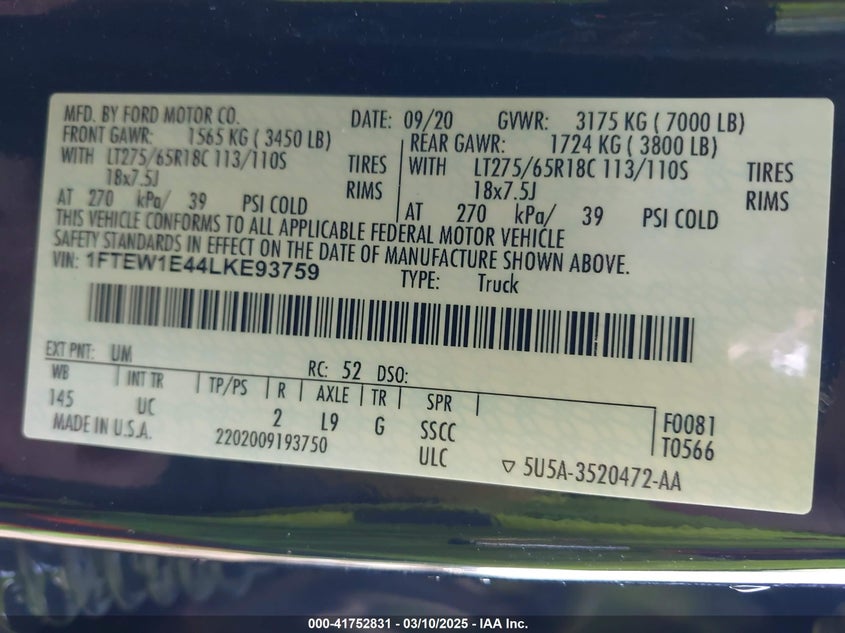 MFD. BY FORD MOTOR CO. DATE: 09/20 GVWR: 3175 KG ( 7000 LB)
FRONT GAWR: 1565 KG ( 3450 LB) REAR GAWR: 1724 KG ( 3800 LB)
WITH LT275/65R18C 113/110S TIRES WITH LT275/65R18C 113/110S TIRES
18x7.5J RIMS 18x7.5J RIMS
AT 270 kPa/ 39 PSI COLD AT 270 kPa/ 39 PSI COLD
THIS VEHICLE CONFORMS TO ALL APPLICABLE FEDERAL MOTOR VEHICLE
SAFETY STANDARDS IN EFFECT ON THE DATE OF MANUFACTURE SHOWN ABOVE.
VIN: 1FTEW1E44LKE93759 TYPE: Truck
EXT PNT: UM RC: 52 DSO:
WB INT TR TP/PS R AXLE TR SPR
145 UC 2 L9 G SSCC F0081
MADE IN U.S.A. 2202009193750 ULC T0566
▽ 5U5A-3520472-AA
000-41752831 — 03/10/2025 — IAA Inc.